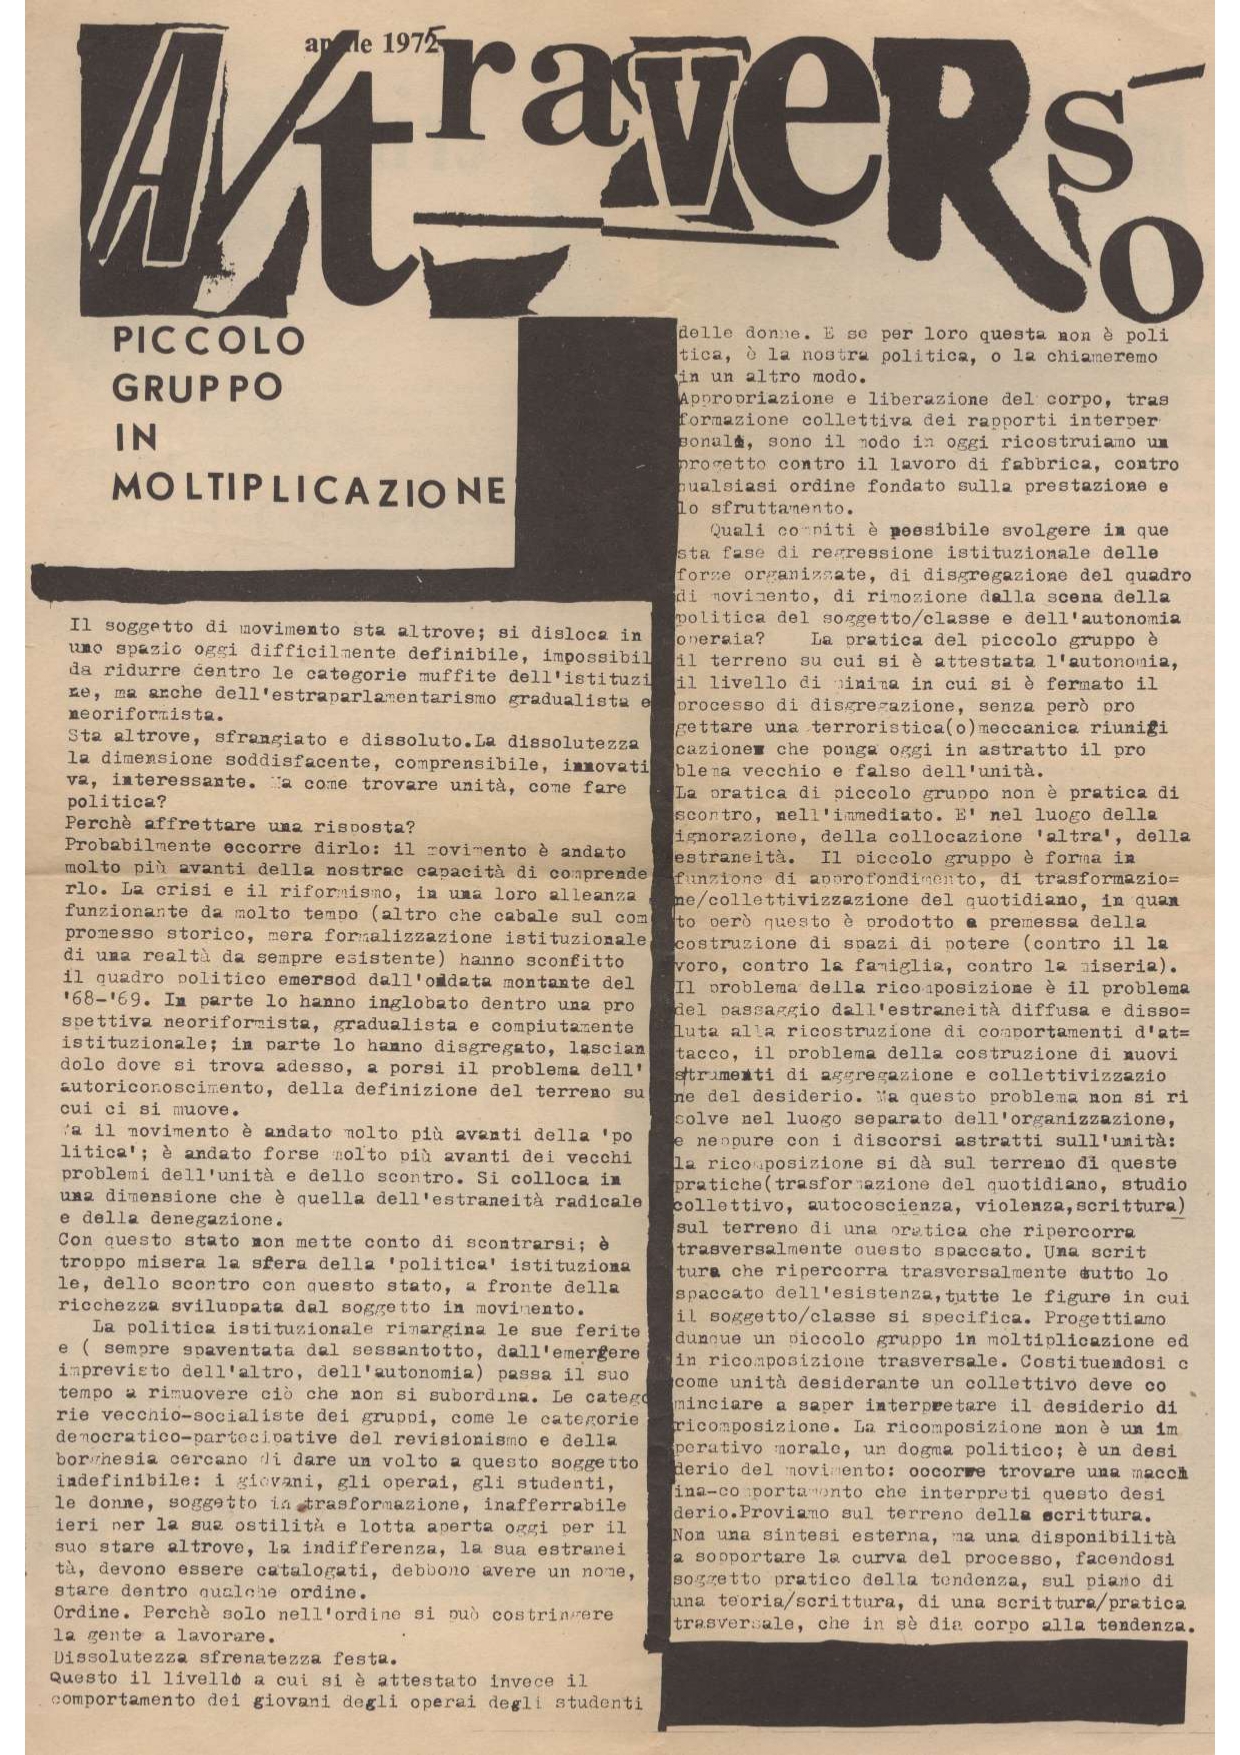 aprile 1975
A/traverso
PICCOLO
GRUPPO
IN
MOLTIPLICAZIONE
Il soggetto di movimento sta altrove; si disloca in
uno spazio oggi difficilmente definibile, impossibil
da ridurre centro le categorie muffite dell'istituzi
ne, ma anche dell'estraparlamentarismo gradualista e
neoriformista.
Sta altrove, sfrangiato e dissoluto.La dissolutezza
la dimensione soddisfacente, comprensibile, innovati
va, interessante. Ma come trovare unità, come fare
politica?
Perchè affrettare una risposta?
Probabilmente eccorre dirlo: il movimento è andato
molto più avanti della nostrac capacità di comprende
rlo. La crisi e il riformismo, in una loro alleanza
funzionante da molto tempo (altro che cabale sul com
promesso storico, mera formalizzazione istituzionale
di una realtà da sempre esistente) hanno sconfitto
il quadro politico emersod dall'ondata montante del
'68-'69. In parte lo hanno inglobato dentro una pro
spettiva neoriformista, gradualista e compiutamente
istituzionale; in parte lo hanno disgregato, lascian
dolo dove si trova adesso, a porsi il problema dell'
autoriconoscimento, della definizione del terreno su
cui ci si muove.
Ma il movimento è andato molto più avanti della 'po
litica'; è andato forse molto più avanti dei vecchi
problemi dell'unità e dello scontro. Si colloca in
una dimensione che è quella dell'estraneità radicale
e della denegazione.
Con questo stato non mette conto di scontrarsi; è
troppo misera la sfera della 'politica' istituziona
le, dello scontro con questo stato, a fronte della
ricchezza sviluppata dal soggetto in movimento.
La politica istituzionale rimargina le sue ferite
e ( sempre spaventata dal sessantotto, dall'emergere
imprevisto dell'altro, dell'autonomia) passa il suo
tempo a rimuovere ciò che non si subordina. Le catego
rie vecchio-socialiste dei gruppi, come le categorie
democratico-partecipative del revisionismo e della
borghesia cercano di dare un volto a questo soggetto
indefinibile: i giovani, gli operai, gli studenti,
le donne, soggetto in trasformazione, inafferrabile
ieri per la sua ostilità e lotta aperta oggi per il
suo stare altrove, la indifferenza, la sua estranei
tà, devono essere catalogati, debbono avere un nome,
stare dentro qualche ordine.
Ordine. Perchè solo nell'ordine si può costringere
la gente a lavorare.
Dissolutezza sfrenatezza festa.
Questo il livello a cui si è attestato invece il
comportamento dei giovani degli operai degli studenti
delle donne. E se per loro questa non è poli
tica, è la nostra politica, o la chiameremo
in un altro modo.
Appropriazione e liberazione del corpo, tras
formazione collettiva dei rapporti interper
sonali, sono il modo in oggi ricostruiamo un
progetto contro il lavoro di fabbrica, contro
qualsiasi ordine fondato sulla prestazione e
lo sfruttamento.
Quali compiti è possibile svolgere in que
sta fase di regressione istituzionale delle
forze organizzate, di disgregazione del quadro
di movimento, di rimozione dalla scena della
politica del soggetto/classe e dell'autonomia
operaia? La pratica del piccolo gruppo è
il terreno su cui si è attestata l'autonomia,
il livello di minima in cui si è fermato il
processo di disgregazione, senza però pro
gettare una terroristica(o)meccanica riunifi
cazione che ponga oggi in astratto il pro
blema vecchio e falso dell'unità.
La pratica di piccolo gruppo non è pratica di
scontro, nell'immediato. E' nel luogo della
ignorazione, della collocazione 'altra', della
estraneità. Il piccolo gruppo è forma in
funzione di approfondimento, di trasformazio=
ne/collettivizzazione del quotidiano, in quan
to però questo è prodotto e premessa della
costruzione di spazi di potere (contro il la
voro, contro la famiglia, contro la miseria).
Il problema della ricomposizione è il problema
del passaggio dall'estraneità diffusa e disso=
luta alla ricostruzione di comportamenti d'at=
tacco, il problema della costruzione di nuovi
strumenti di aggregazione e collettivizzazio
ne del desiderio. Ma questo problema non si ri
solve nel luogo separato dell'organizzazione,
e neppure con i discorsi astratti sull'unità:
la ricomposizione si dà sul terreno di queste
pratiche(trasformazione del quotidiano, studio
collettivo, autocoscienza, violenza,scrittura)
sul terreno di una pratica che ripercorra
trasversalmente questo spaccato. Una scrit
tura che ripercorra trasversalmente tutto lo
spaccato dell'esistenza,tutte le figure in cui
il soggetto/classe si specifica. Progettiamo
dunque un piccolo gruppo in moltiplicazione ed
in ricomposizione trasversale. Costituendosi c
come unità desiderante un collettivo deve co
minciare a saper interpretare il desiderio di
ricomposizione. La ricomposizione non è un im
perativo morale, un dogma politico; è un desi
derio del movimento: occorre trovare una macch
ina-comportamento che interpreti questo desi
derio.Proviamo sul terreno della scrittura.
Non una sintesi esterna, ma una disponibilità
a sopportare la curva del processo, facendosi
soggetto pratico della tendenza, sul piano di
una teoria/scrittura, di una scrittura/pratica
trasversale, che in sè dia corpo alla tendenza.